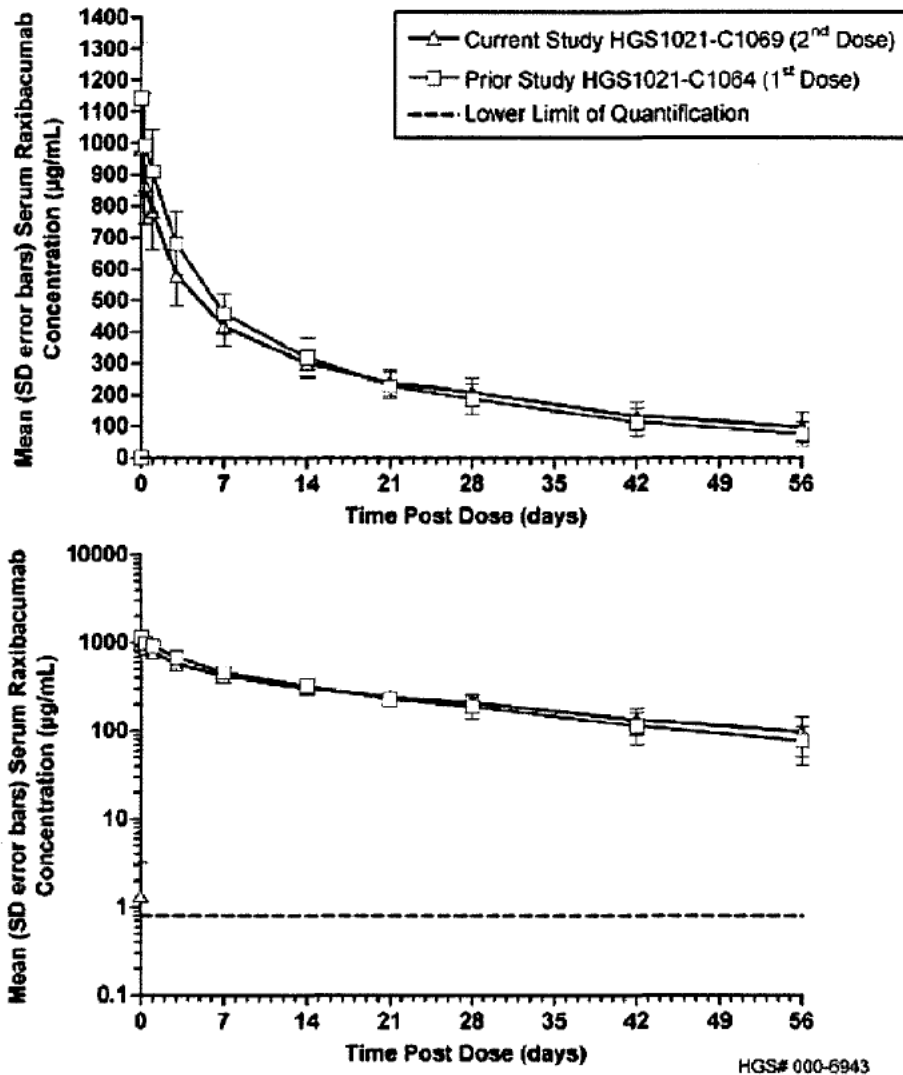 1400
1300
1200
1100
1000
900
800
700
600
500
400
300
200
100
0
Mean (SD error bars) Serum Raxibacumab
Concentration (µg/mL)
Current Study HGS1021-C1069 (2nd Dose)
Prior Study HGS1021-C1064 (1st Dose)
Lower Limit of Quantification
0 7 14 21 28 35 42 49 56
Time Post Dose (days)
10000
1000
100
10
1
0.1
Mean (SD error bars) Serum Raxibacumab
Concentration (µg/mL)
0 7 14 21 28 35 42 49 56
Time Post Dose (days)
HGS# 000-6943